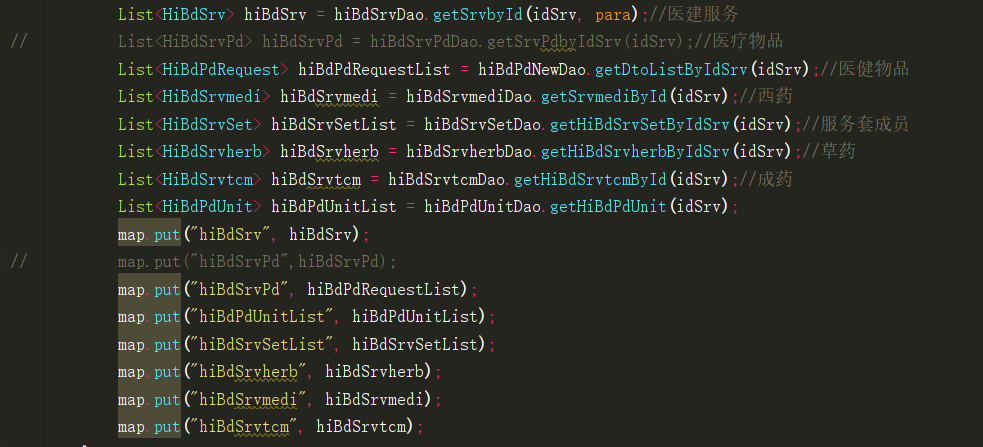 List<HiBdSrv> hiBdSrv = hiBdSrvDao.getSrvbyId(idSrv, para);//医建服务
// List<HiBdSrvPd> hiBdSrvPd = hiBdSrvPdDao.getSrvPdbyIdSrv(idSrv);//医疗物品
List<HiBdPdRequest> hiBdPdRequestList = hiBdPdNewDao.getDtoListByIdSrv(idSrv);//医健物品
List<HiBdSrvmedi> hiBdSrvmedi = hiBdSrvmediDao.getSrvmediById(idSrv);//西药
List<HiBdSrvSet> hiBdSrvSetList = hiBdSrvSetDao.getHiBdSrvSetByIdSrv(idSrv);//服务套成员
List<HiBdSrvherb> hiBdSrvherb = hiBdSrvherbDao.getHiBdSrvherbByIdSrv(idSrv);//草药
List<HiBdSrvtcm> hiBdSrvtcm = hiBdSrvtcmDao.getHiBdSrvtcmById(idSrv);//成药
List<HiBdPdUnit> hiBdPdUnitList = hiBdPdUnitDao.getHiBdPdUnit(idSrv);
map.put("hiBdSrv", hiBdSrv);
// map.put("hiBdSrvPd",hiBdSrvPd);
map.put("hiBdSrvPd", hiBdPdRequestList);
map.put("hiBdPdUnitList", hiBdPdUnitList);
map.put("hiBdSrvSetList", hiBdSrvSetList);
map.put("hiBdSrvherb", hiBdSrvherb);
map.put("hiBdSrvmedi", hiBdSrvmedi);
map.put("hiBdSrvtcm", hiBdSrvtcm);